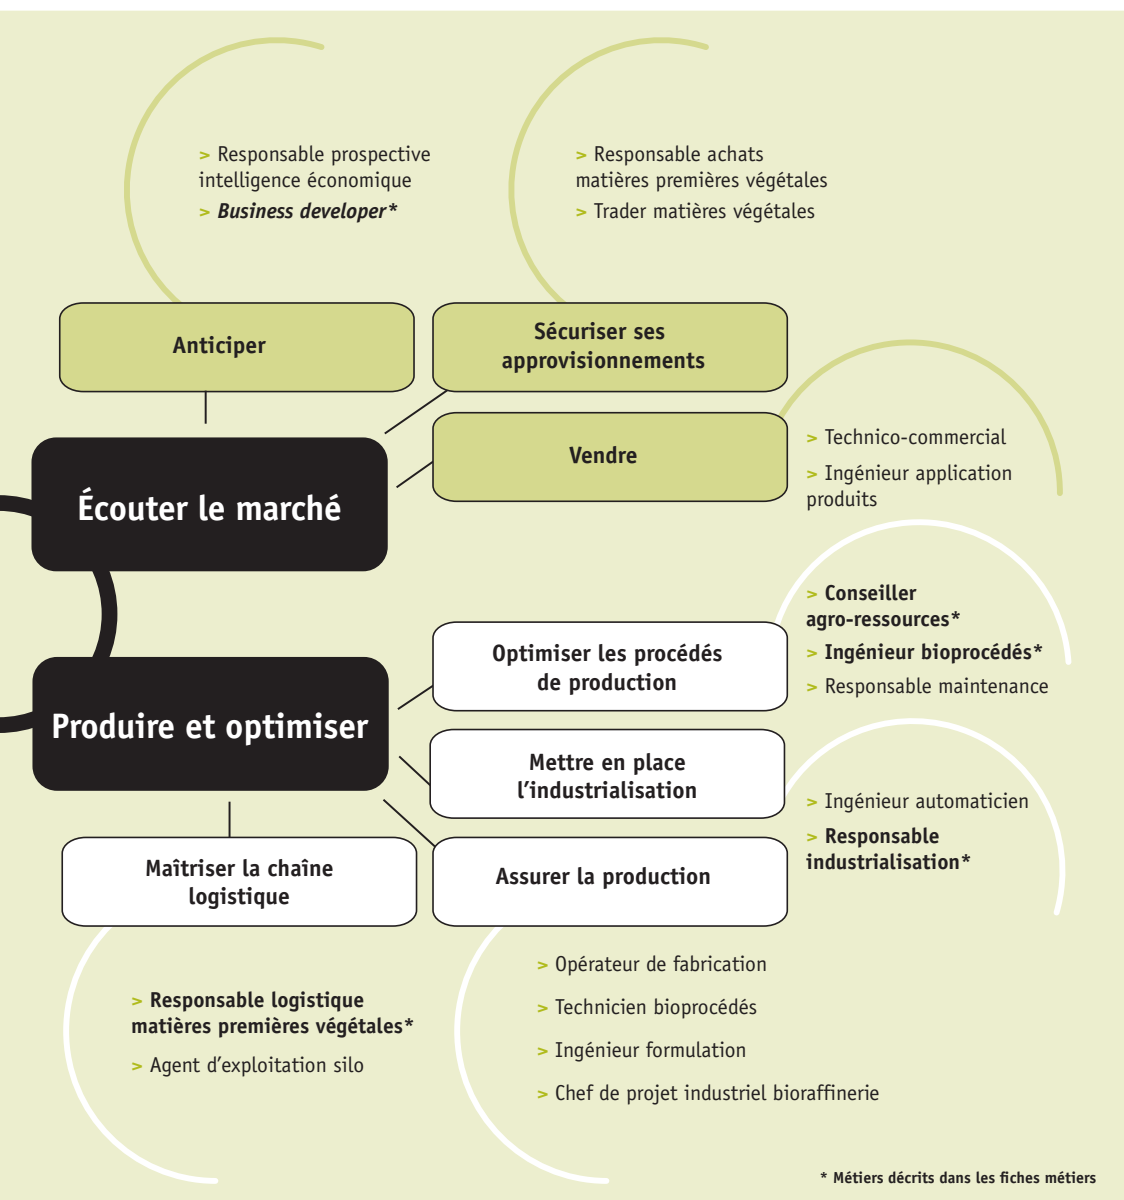 > Responsable prospective
intelligence économique
> Business developer*
> Responsable achats
matières premières végétales
> Trader matières végétales
Anticiper
Sécuriser ses
approvisionnements
Vendre
> Technico-commercial
> Ingénieur application
produits
Écouter le marché
> Conseiller
agro-ressources*
> Ingénieur bioprocédés*
> Responsable maintenance
Optimiser les procédés
de production
Produire et optimiser
Mettre en place
l’industrialisation
> Ingénieur automaticien
> Responsable
industrialisation*
Maîtriser la chaîne
logistique
Assurer la production
> Responsable logistique
matières premières végétales*
> Agent d’exploitation silo
> Opérateur de fabrication
> Technicien bioprocédés
> Ingénieur formulation
> Chef de projet industriel bioraffinerie
* Métiers décrits dans les fiches métiers